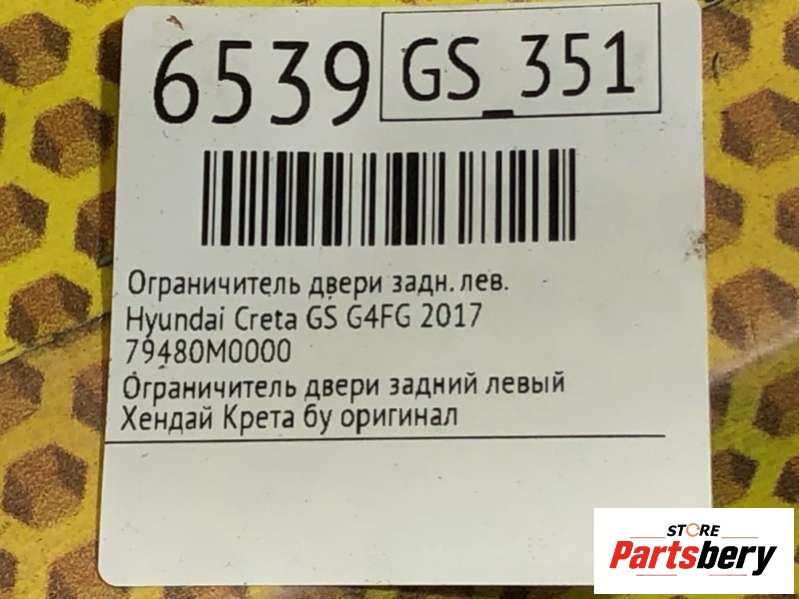 6539 GS_351
Ограничитель двери задн. лев.
Hyundai Creta GS G4FG 2017
79480M0000
Ограничитель двери задний левый
Хендай Крета бу оригинал
STORE
Partsbery